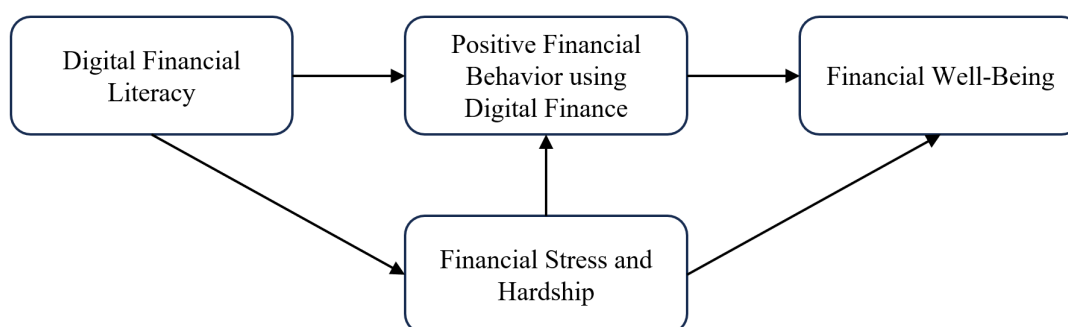 Digital Financial
Literacy
Positive Financial
Behavior using
Digital Finance
Financial Well-Being
Financial Stress and
Hardship